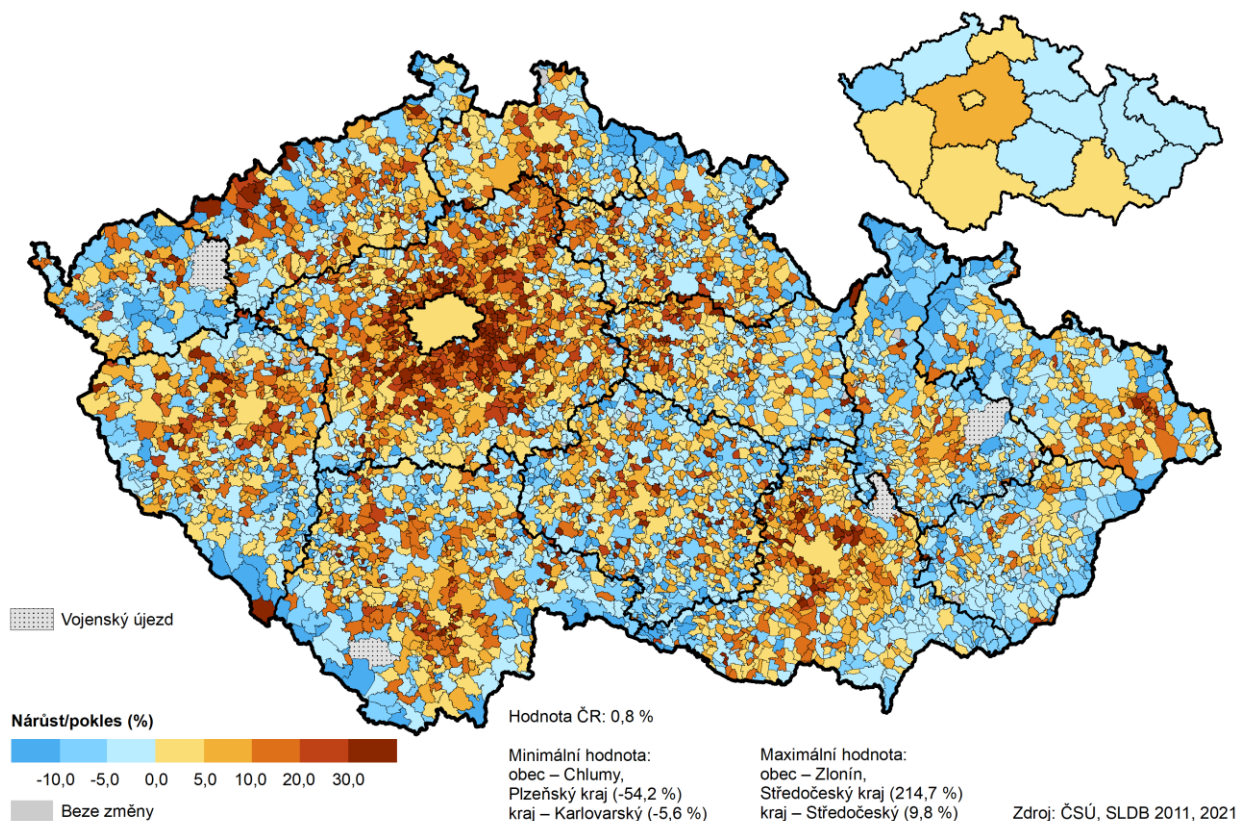 Vojenský újezd
Nárůst/pokles (%)
-10,0 -5,0 0,0 5,0 10,0 20,0 30,0
Beze změny
Hodnota ČR: 0,8 %
Minimální hodnota:
obec – Chlumy,
Plzeňský kraj (-54,2 %)
kraj – Karlovarský (-5,6 %)
Maximální hodnota:
obec – Zlonín,
Středočeský kraj (214,7 %)
kraj – Středočeský (9,8 %)
Zdroj: ČSÚ, SLDB 2011, 2021